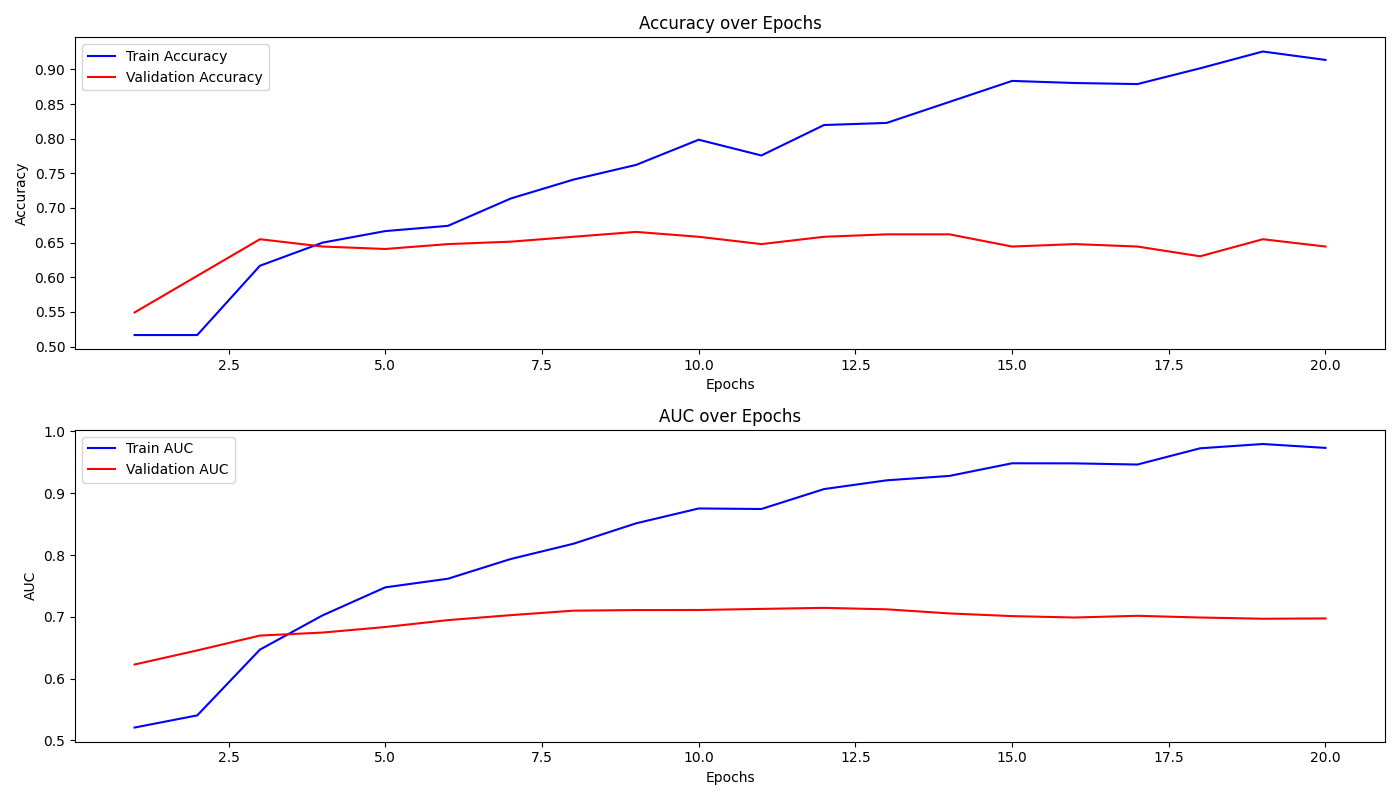 Accuracy over Epochs
Train Accuracy
Validation Accuracy
0.90
0.85
0.80
0.75
0.70
0.65
0.60
0.55
0.50
Accuracy
2.5 5.0 7.5 10.0 12.5 15.0 17.5 20.0
Epochs
AUC over Epochs
Train AUC
Validation AUC
1.0
0.9
0.8
0.7
0.6
0.5
AUC
2.5 5.0 7.5 10.0 12.5 15.0 17.5 20.0
Epochs